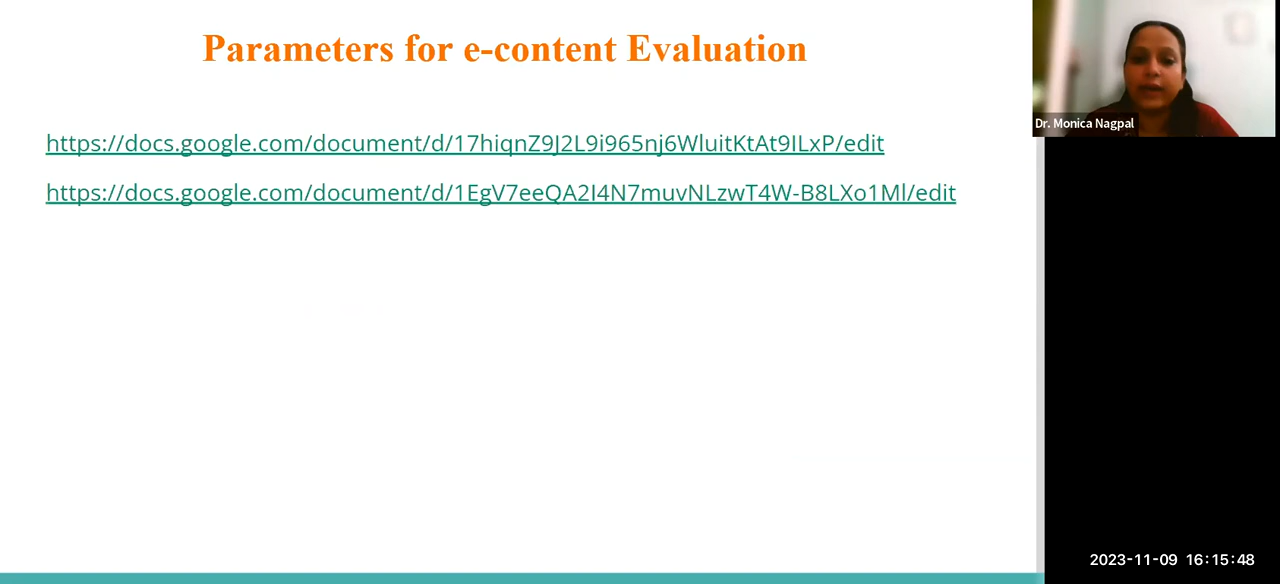 Parameters for e-content Evaluation
https://docs.google.com/document/d/17hiqnZ9J2L9i965nj6WluitKtAt9ILxP/edit
https://docs.google.com/document/d/1EgV7eeQA2I4N7muvNLzwT4W-B8LXo1Ml/edit
Dr. Monica Nagpal
2023-11-09 16:15:48